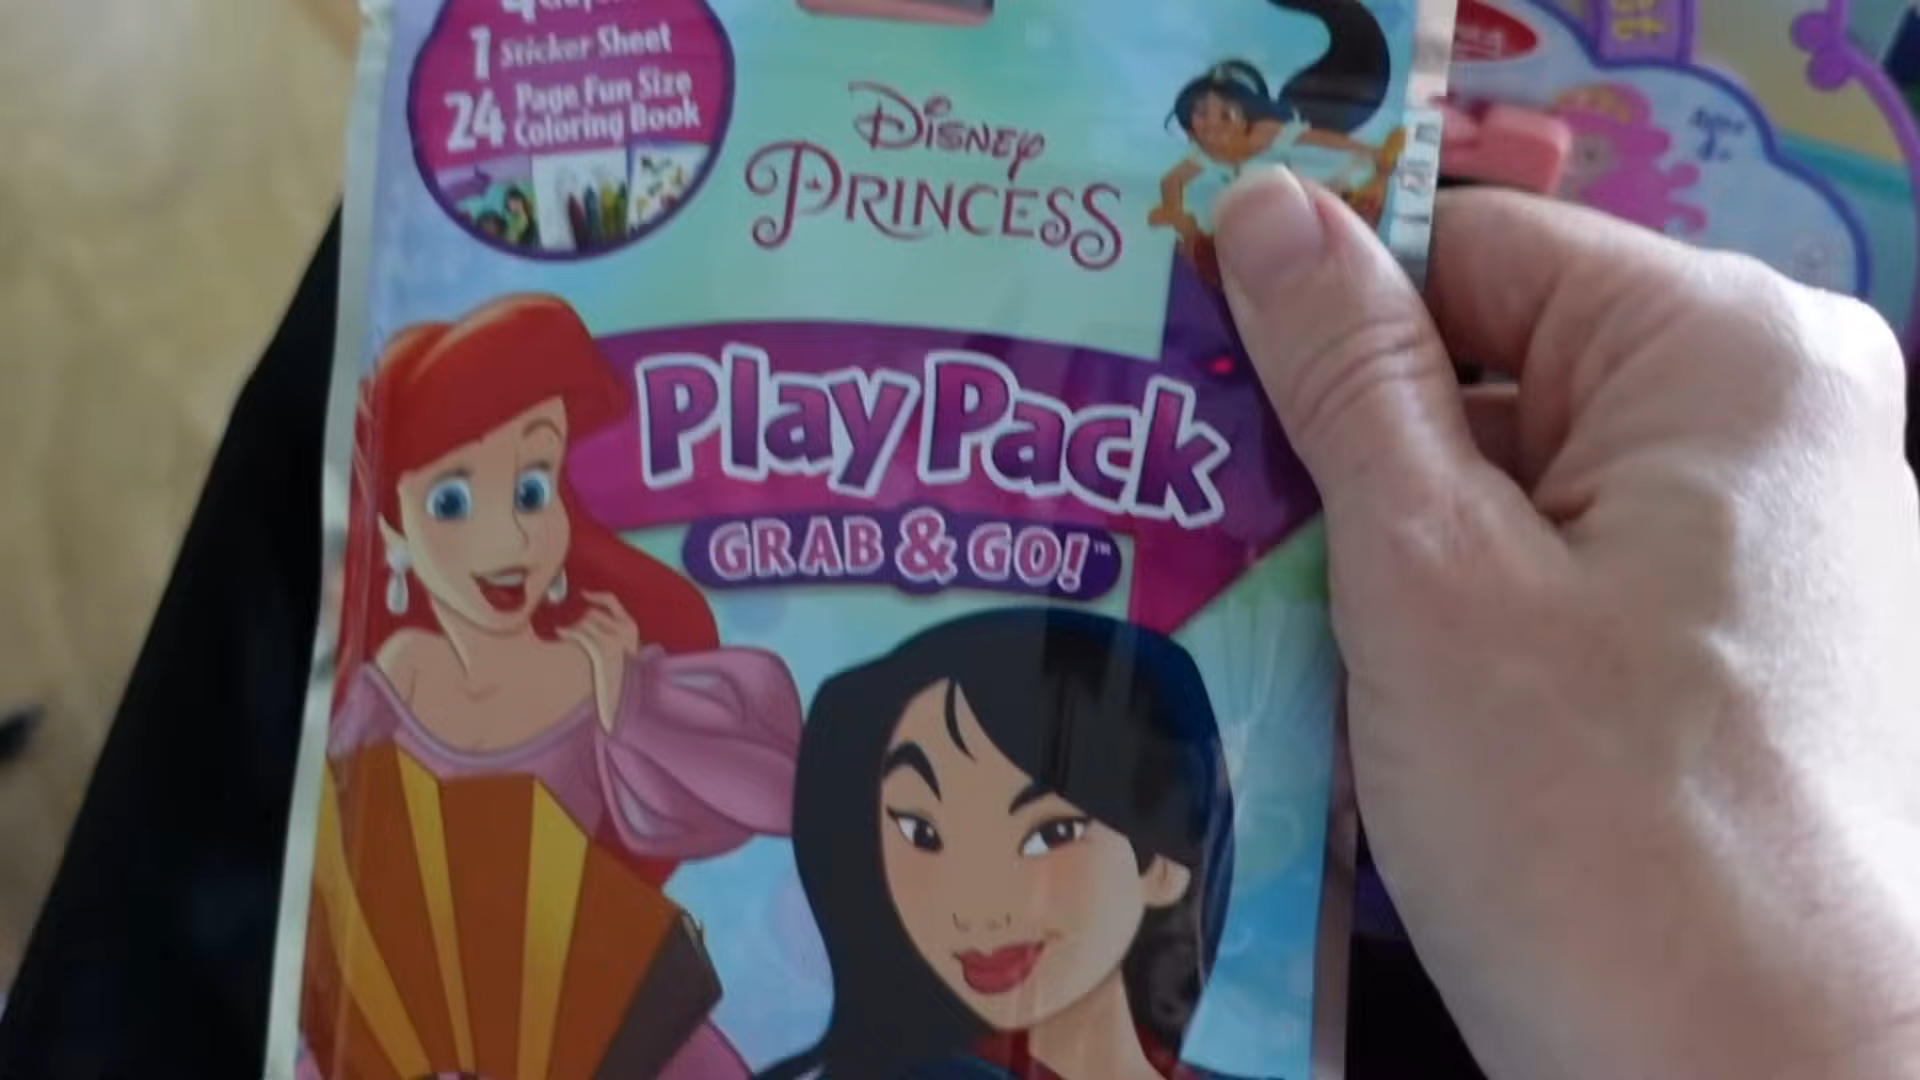 1 Sticker Sheet
24 Page Fun Size
Coloring Book
Disney
Princess
Play Pack
GRAB & GO!™